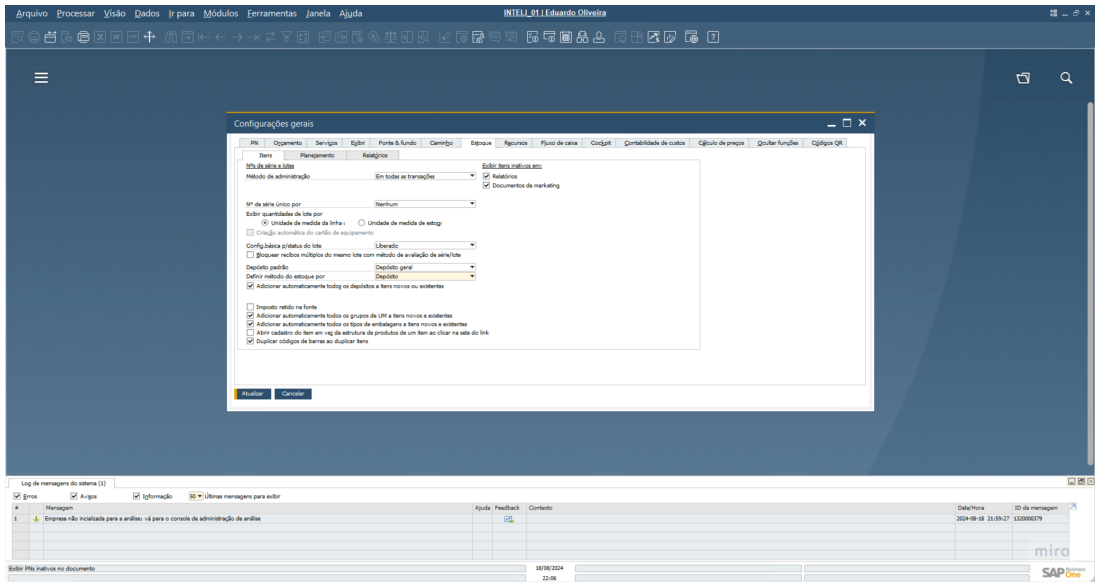 Arquivo Processar Visão Dados Ir para Módulos Ferramentas Janela Ajuda INTELI_01 | Eduardo Oliveira
Configurações gerais
PN Orçamento Serviços Exibir Fonte & fundo Caminho Estoque Recursos Fluxo de caixa Cockpit Contabilidade de custos Cálculo de preços Ocultar funções Códigos QR
Itens Planejamento Relatórios
Nºs de série e lotes Exibir itens inativos em:
Método de administração Em todas as transações Relatórios
Documentos de marketing
Nº de série único por Nenhum
Exibir quantidades de lote por
Unidade de medida da linha Unidade de medida de estoq
Criação automática do cartão de equipamento
Config.básica p/status do lote Liberado
Bloquear recibos múltiplos do mesmo lote com método de avaliação de série/lote
Depósito padrão Depósito geral
Definir método do estoque por Depósito
Adicionar automaticamente todos os depósitos a itens novos ou existentes
Imposto retido na fonte
Adicionar automaticamente todos os grupos de UM a itens novos e existentes
Adicionar automaticamente todos os tipos de embalagens a itens novos e existentes
Abrir cadastro do item em vez da estrutura de produtos de um item ao clicar na seta do link
Duplicar códigos de barras ao duplicar itens
Atualizar Cancelar
Log de mensagens do sistema (1)
Erros Avisos Informação 50 Últimas mensagens para exibir
# Mensagem Ajuda Feedback Contexto Data/Hora ID da mensagem
1 Empresa não incializada para a análise; vá para o console de administração de análise 2024-08-18 21:59:27 1320000379
miro
Exibir PNs inativos no documento 18/08/2024
22:06
SAP Business One